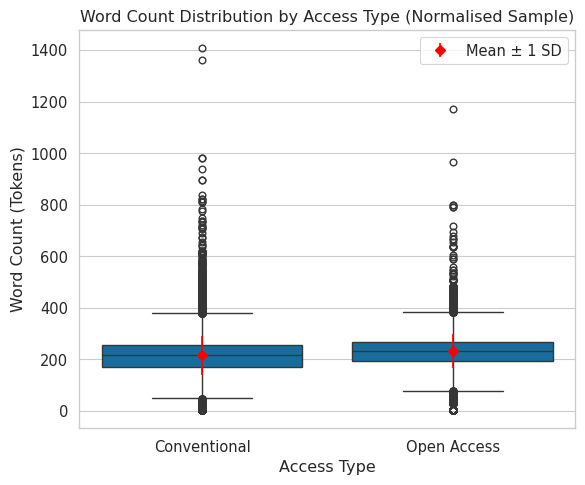 Word Count Distribution by Access Type (Normalised Sample)
Mean ± 1 SD
1400
1200
1000
800
600
400
200
0
Word Count (Tokens)
Conventional
Open Access
Access Type